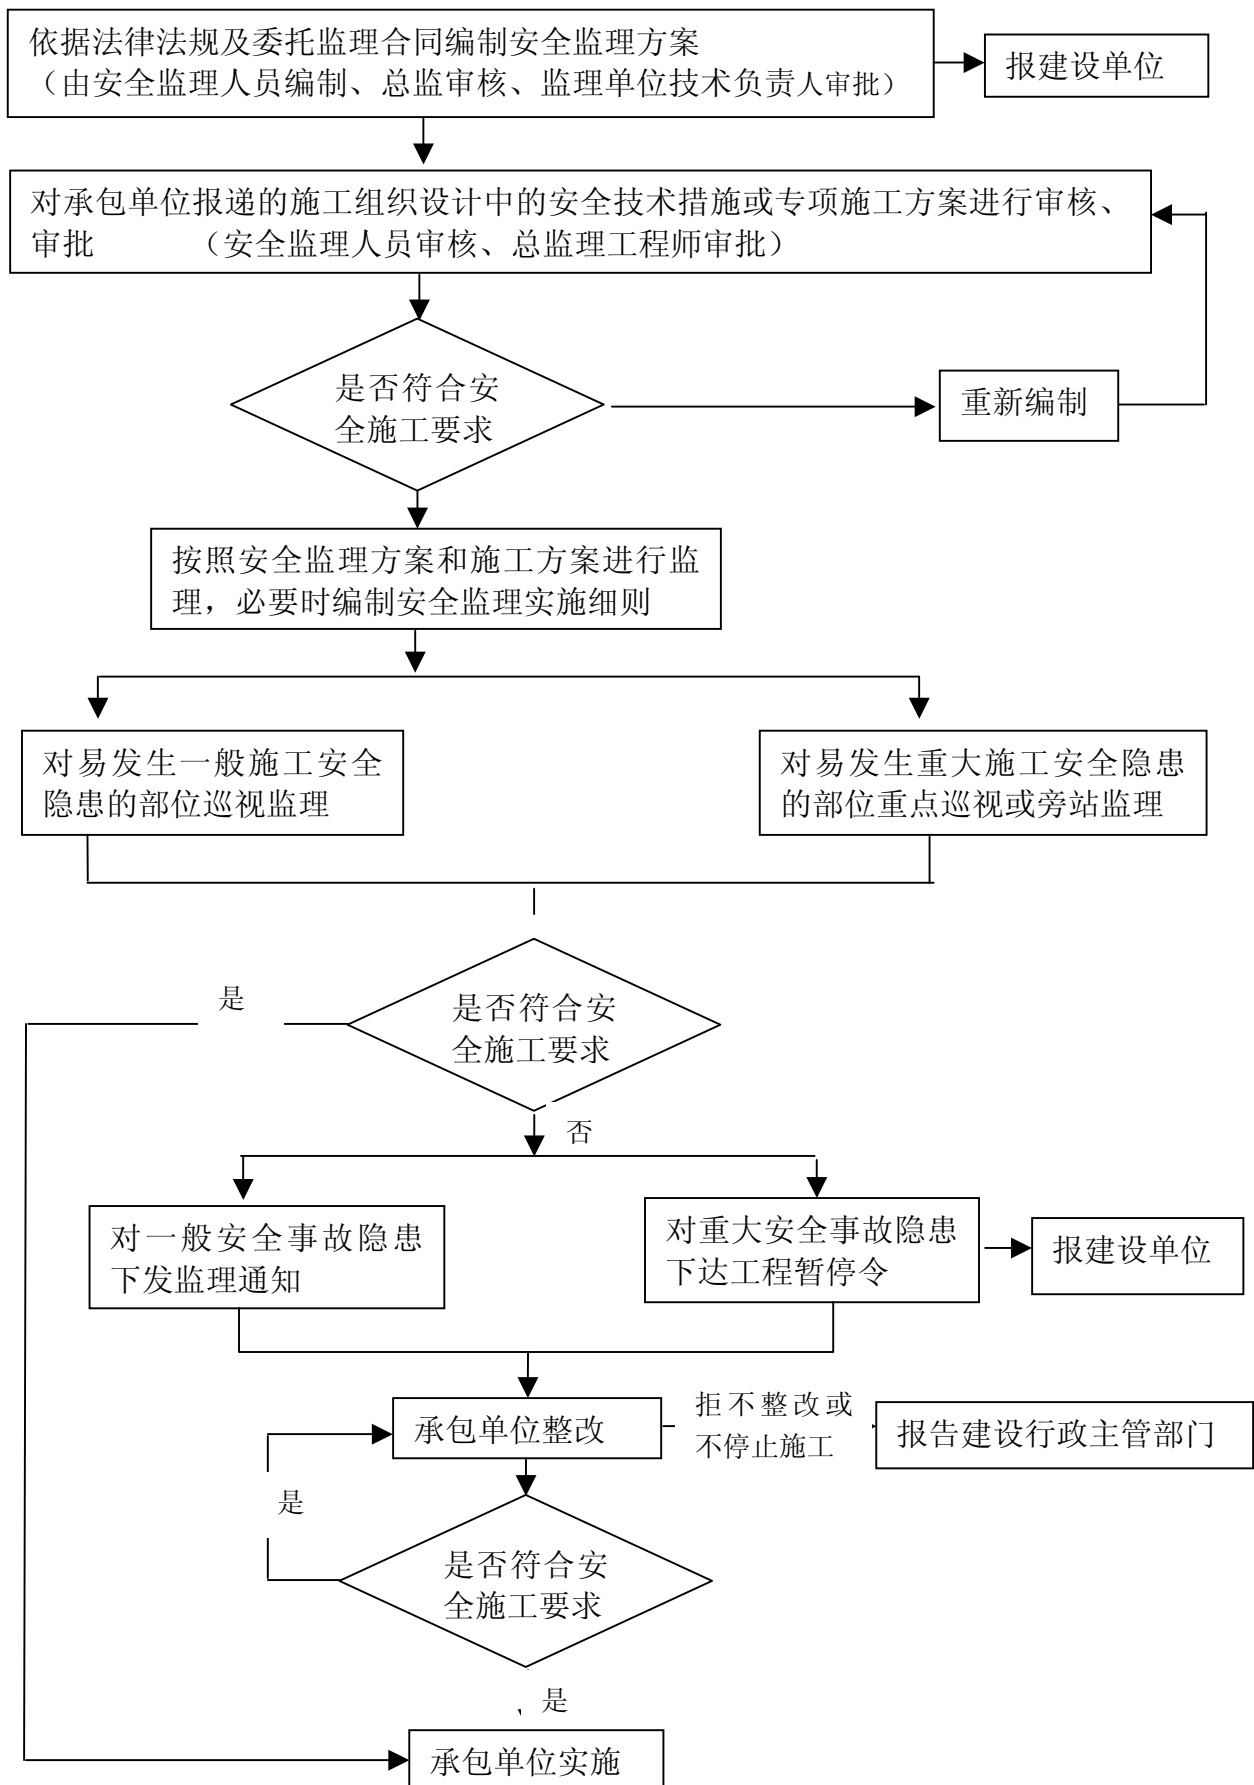 依据法律法规及委托监理合同编制安全监理方案
（由安全监理人员编制、总监审核、监理单位技术负责人审批）
报建设单位
对承包单位报递的施工组织设计中的安全技术措施或专项施工方案进行审核、
审批 （安全监理人员审核、总监理工程师审批）
是否符合安
全施工要求
重新编制
按照安全监理方案和施工方案进行监
理，必要时编制安全监理实施细则
对易发生一般施工安全
隐患的部位巡视监理
对易发生重大施工安全隐患
的部位重点巡视或旁站监理
是
是否符合安
全施工要求
否
对一般安全事故隐患
下发监理通知
对重大安全事故隐患
下达工程暂停令
报建设单位
承包单位整改
拒不整改或
不停止施工
报告建设行政主管部门
是
是否符合安
全施工要求
是
承包单位实施